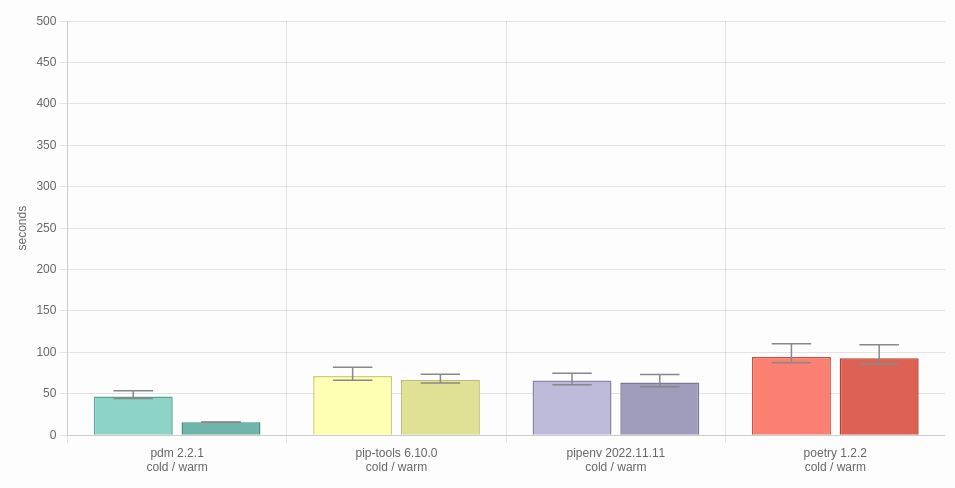 500
450
400
350
300
250
200
150
100
50
0
seconds
pdm 2.2.1
cold / warm
pip-tools 6.10.0
cold / warm
pipenv 2022.11.11
cold / warm
poetry 1.2.2
cold / warm